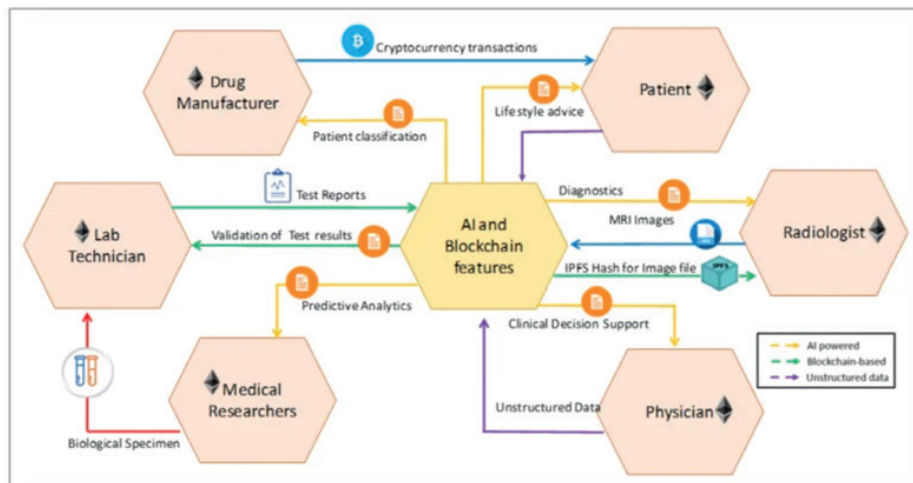 Cryptocurrency transactions
Drug
Manufacturer
Patient
Life style advice
Patient classification
Test Reports
Diagnostics
MRI Images
Lab
Technician
Validation of Test results
AI and
Blockchain
features
Radiologist
IPFS Hash for Image file
IPFS
Predictive Analytics
Clinical Decision Support
AI powered
Blockchain-based
Unstructured data
Medical
Researchers
Unstructured Data
Physician
Biological Specimen